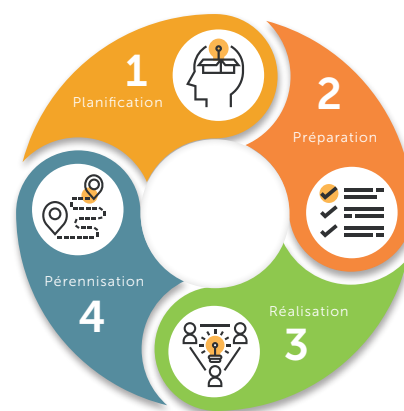 1
Planification
2
Préparation
Réalisation
3
Pérennisation
4